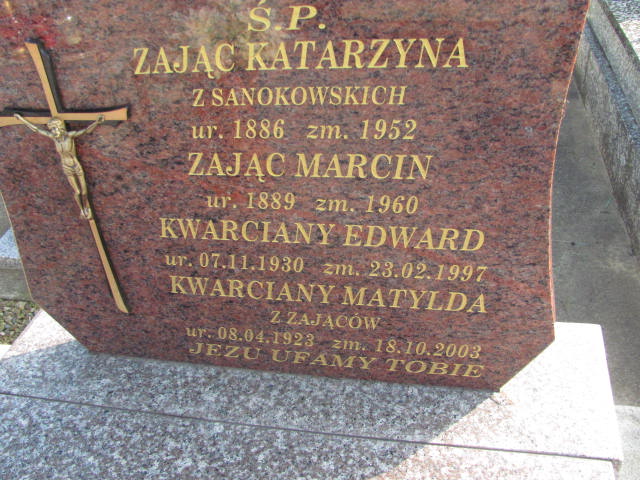 Ś.P.
ZAJĄC KATARZYNA
Z SANOKOWSKICH
ur. 1886 zm. 1952
ZAJĄC MARCIN
ur. 1889 zm. 1960
KWARCIANY EDWARD
ur. 07.11.1930 zm. 23.02.1997
KWARCIANY MATYLDA
Z ZAJĄCÓW
ur. 08.04.1923 zm. 18.10.2003
JEZU UFAMY TOBIE